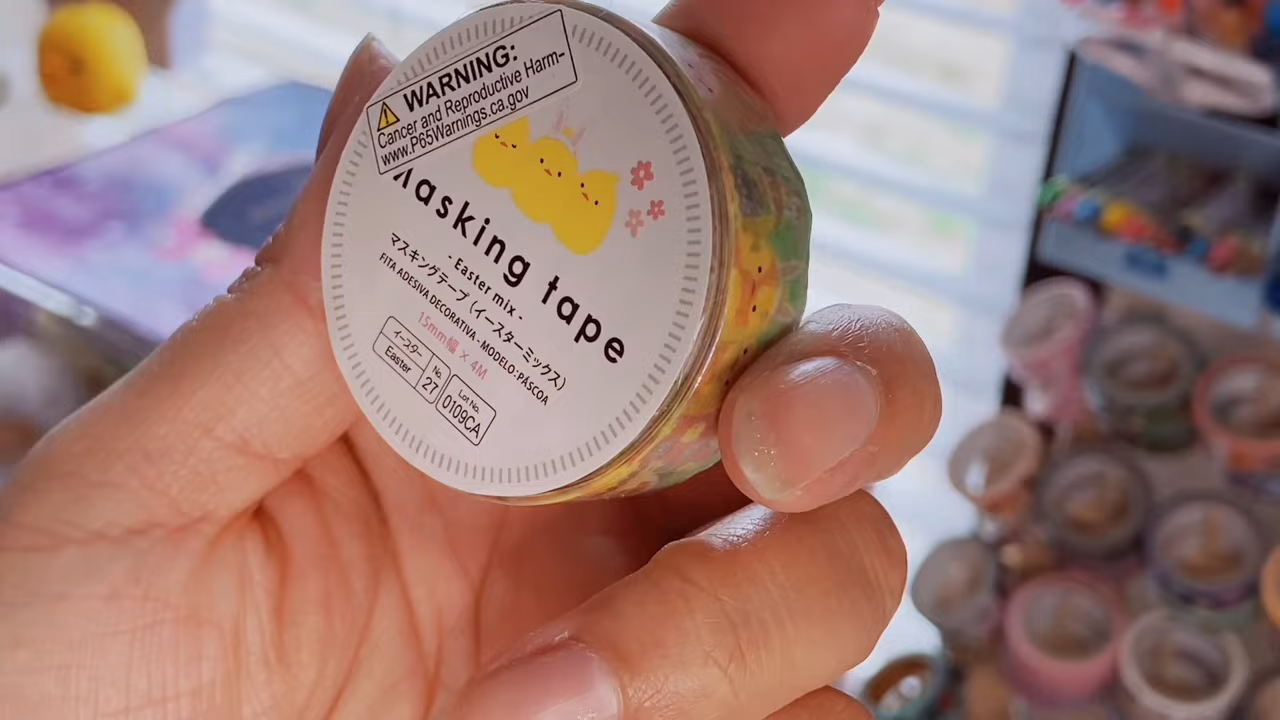 WARNING:
Cancer and Reproductive Harm-
www.P65Warnings.ca.gov
masking tape
- Easter mix -
マスキングテープ (イースターミックス)
FITA ADESIVA DECORATIVA - MODELO: PÁSCOA
15mm幅 × 4M
イースター
Easter
No.
27
Lot No.
0109CA